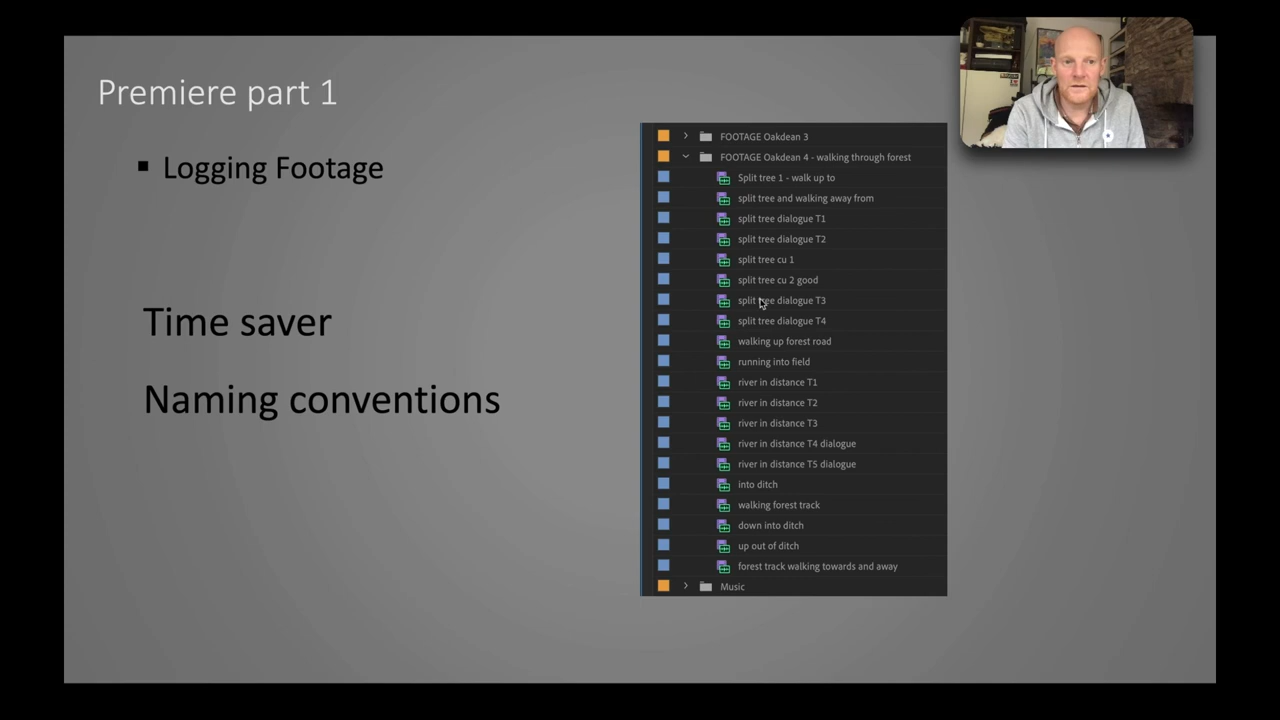 Premiere part 1
Logging Footage
Time saver
Naming conventions
FOOTAGE Oakdean 3
FOOTAGE Oakdean 4 - walking through forest
Split tree 1 - walk up to
split tree and walking away from
split tree dialogue T1
split tree dialogue T2
split tree cu 1
split tree cu 2 good
split tree dialogue T3
split tree dialogue T4
walking up forest road
running into field
river in distance T1
river in distance T2
river in distance T3
river in distance T4 dialogue
river in distance T5 dialogue
into ditch
walking forest track
down into ditch
up out of ditch
forest track walking towards and away
Music